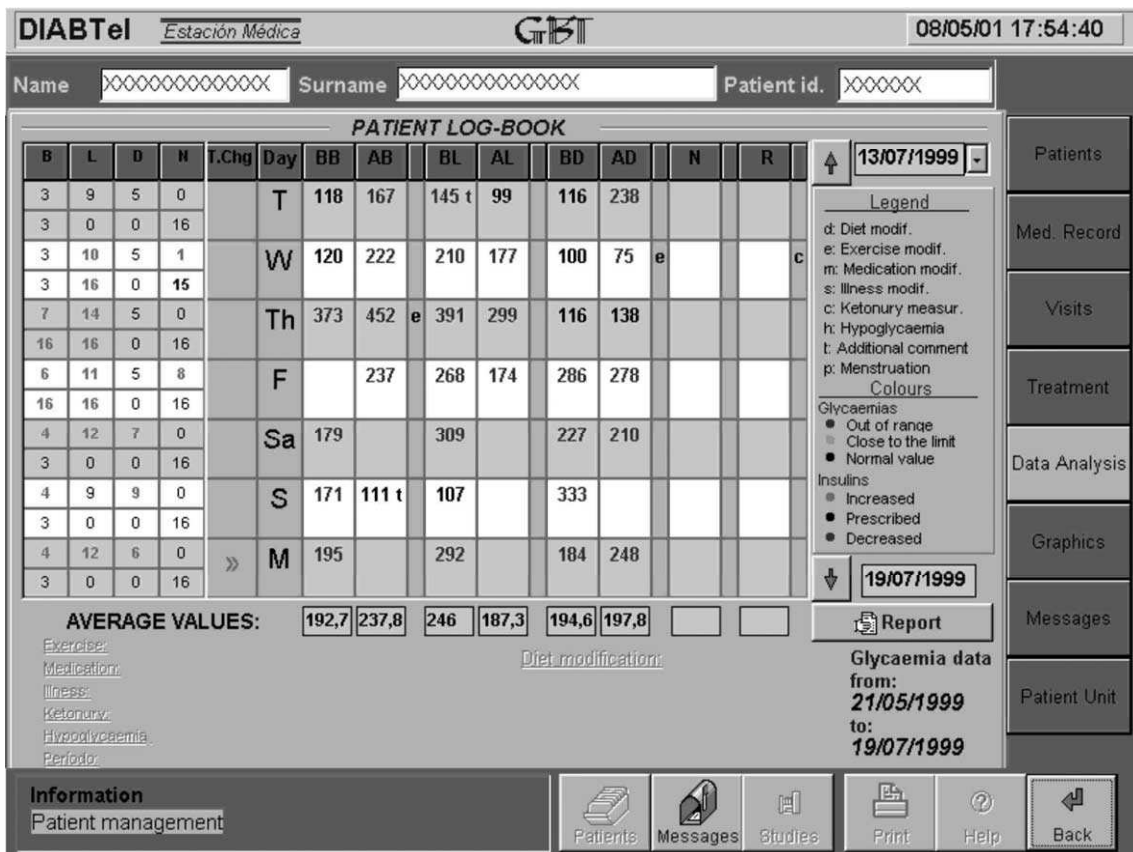 DIABTel Estación Médica GBT 08/05/01 17:54:40
Name XXXXXXXXXXXXX Surname XXXXXXXXXXXXXX Patient id. XXXXXX
PATIENT LOG-BOOK
B L D N T.Chg Day BB AB BL AL BD AD N R
3 9 5 0 T 118 167 145 t 99 116 238
3 0 0 16
3 10 5 1 W 120 222 210 177 100 75 e c
3 16 0 15
7 14 5 0 Th 373 452 e 391 299 116 138
16 16 0 16
6 11 5 8 F 237 268 174 286 278
16 16 0 16
4 12 7 0 Sa 179 309 227 210
3 0 0 16
4 9 9 0 S 171 111 t 107 333
3 0 0 16
4 12 6 0 » M 195 292 184 248
3 0 0 16
AVERAGE VALUES: 192,7 237,8 246 187,3 194,6 197,8
Exercise:
Medication:
Illness:
Ketonury:
Hypoglycaemia
Período:
Diet modification:
13/07/1999
Legend
d: Diet modif.
e: Exercise modif.
m: Medication modif.
s: Illness modif.
c: Ketonury measur.
h: Hypoglycaemia
t: Additional comment
p: Menstruation
Colours
Glycaemias
Out of range
Close to the limit
Normal value
Insulins
Increased
Prescribed
Decreased
19/07/1999
Report
Glycaemia data
from:
21/05/1999
to:
19/07/1999
Patients
Med. Record
Visits
Treatment
Data Analysis
Graphics
Messages
Patient Unit
Information
Patient management
Patients Messages Studies Print Help Back